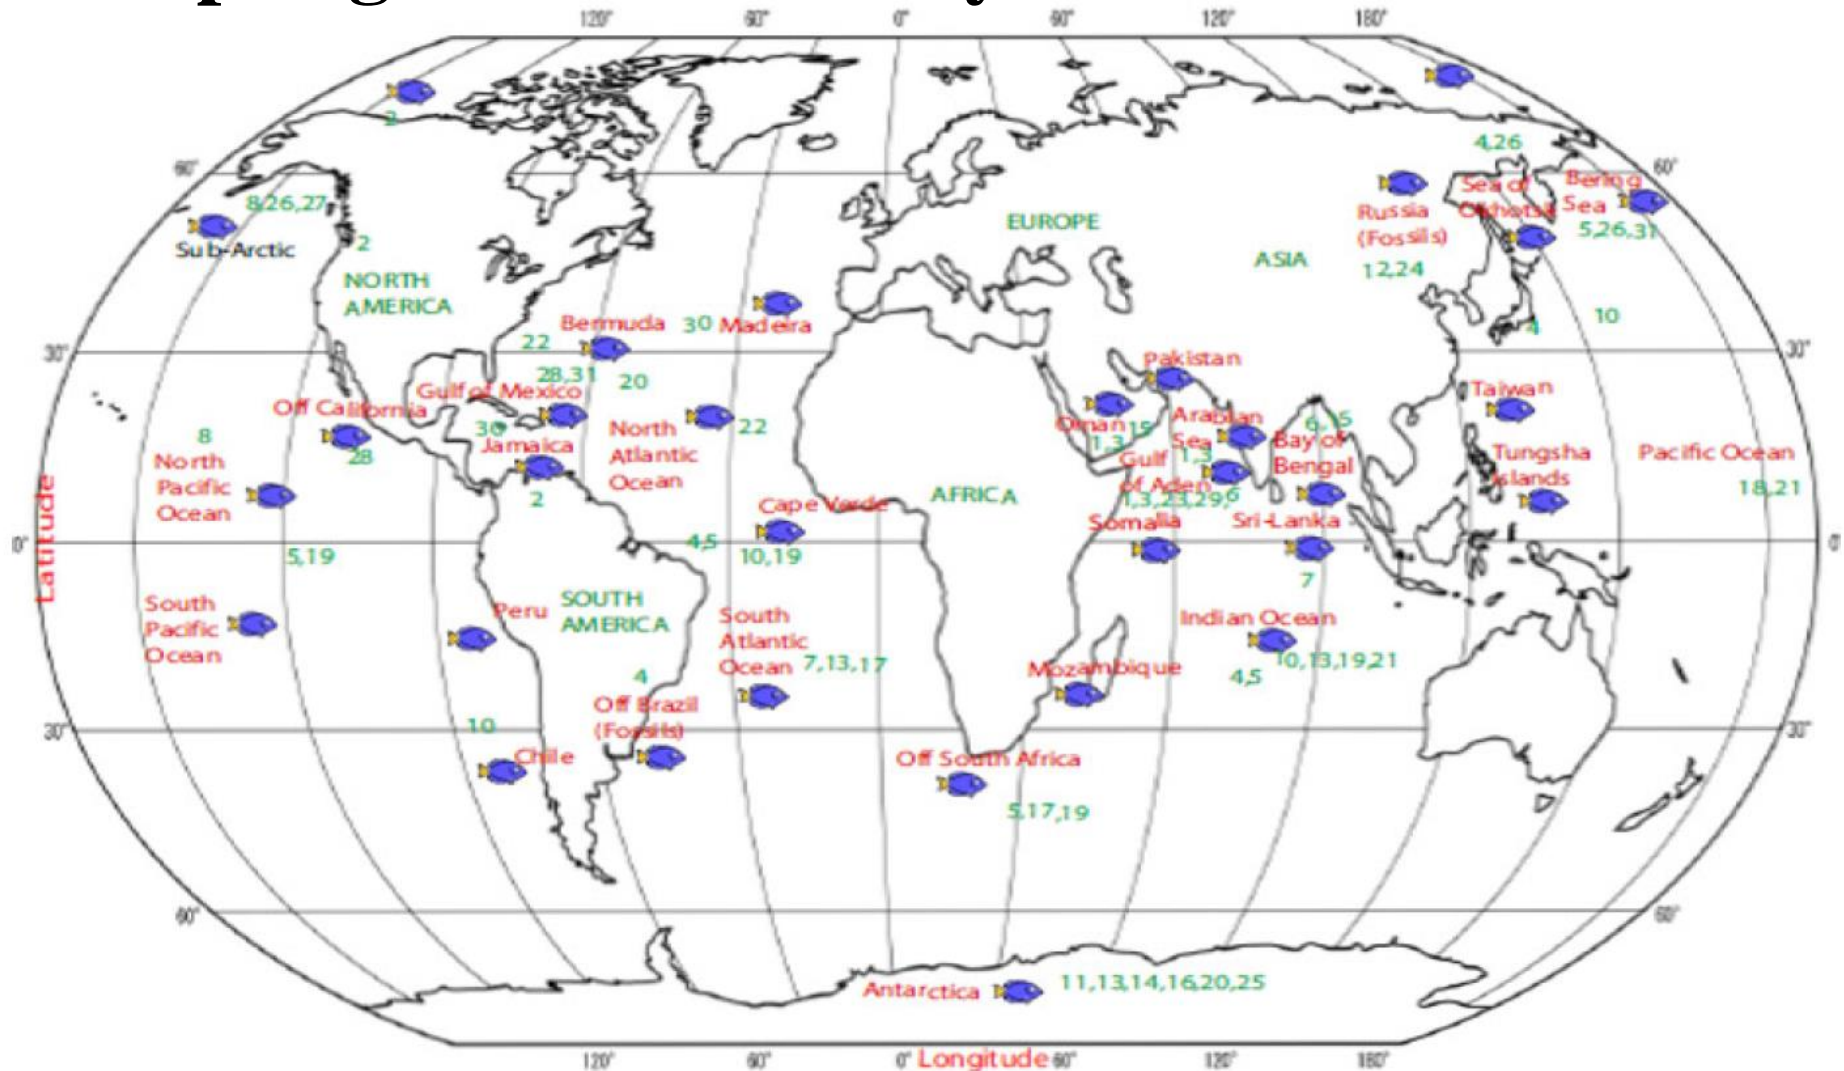 120° 60° 0° 60° 120° 180°
2
4,26
60°
60°
8,26,27
Sub-Arctic
2
NORTH
AMERICA
EUROPE
ASIA
Russia
(Fossils)
12,24
Sea of
Okhotsk
Bering
Sea
5,26,31
4
10
Bermuda
22
28,31
20
30
Madeira
30°
30°
Gulf of Mexico
30
Off California
28
Jamaica
2
North
Atlantic
Ocean
22
8
North
Pacific
Ocean
Pakistan
Oman
15
1,3
Arabian
Sea
1,3
Gulf
of Aden
1,3,23,29,
6
6,15
Bay of
Bengal
Taiwan
Tungsha
Islands
Pacific Ocean
18,21
AFRICA
Cape Verde
4,5
10,19
Somalia
Sri-Lanka
7
Latitude
0°
0°
5,19
South
Pacific
Ocean
Peru
SOUTH
AMERICA
South
Atlantic
Ocean
7,13,17
4
Off Brazil
(Fossils)
Indian Ocean
10,13,19,21
4,5
Mozambique
10
Chile
30°
30°
Off South Africa
5,17,19
60°
60°
Antarctica
11,13,14,16,20,25
120° 60° 0° Longitude 60° 120° 180°